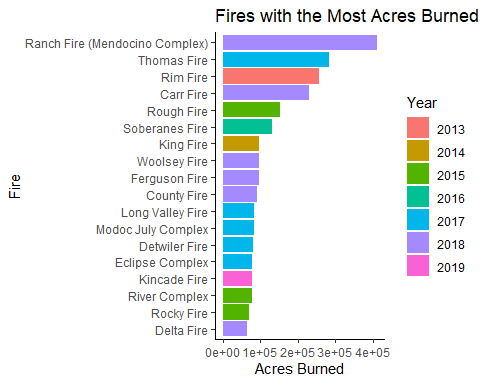 Fires with the Most Acres Burned
Fire
Ranch Fire (Mendocino Complex)
Thomas Fire
Rim Fire
Carr Fire
Rough Fire
Soberanes Fire
King Fire
Woolsey Fire
Ferguson Fire
County Fire
Long Valley Fire
Modoc July Complex
Detwiler Fire
Eclipse Complex
Kincade Fire
River Complex
Rocky Fire
Delta Fire
0e+00 1e+05 2e+05 3e+05 4e+05
Acres Burned
Year
2013
2014
2015
2016
2017
2018
2019